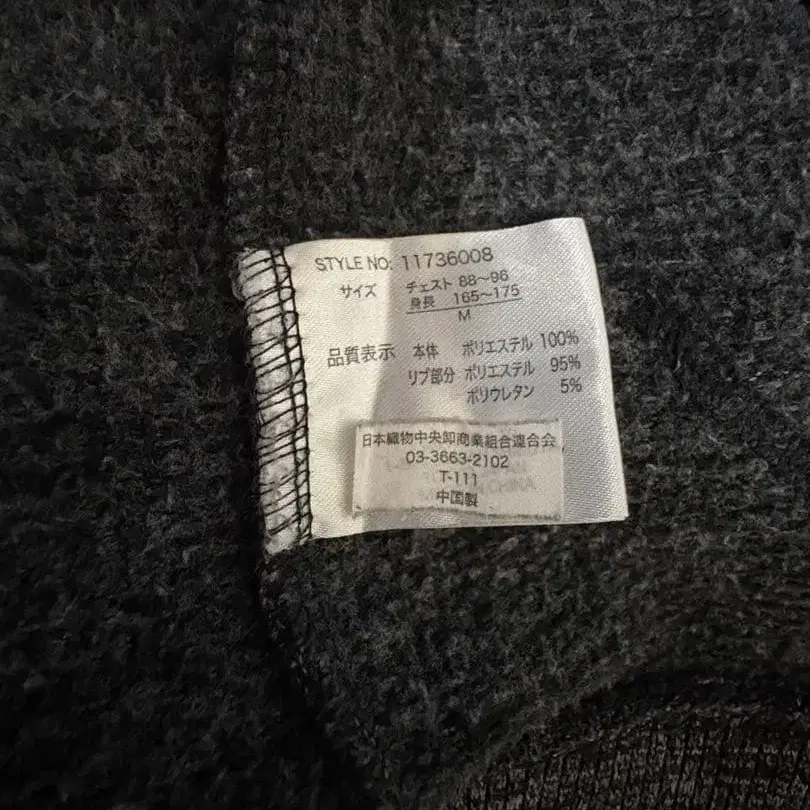 STYLE NO: 11736008
サイズ チェスト 88~96
身長 165~175
M
品質表示 本体 ポリエステル 100%
リブ部分 ポリエステル 95%
ポリウレタン 5%
日本織物中央卸商業組合連合会
03-3663-2102
T-111
中国製